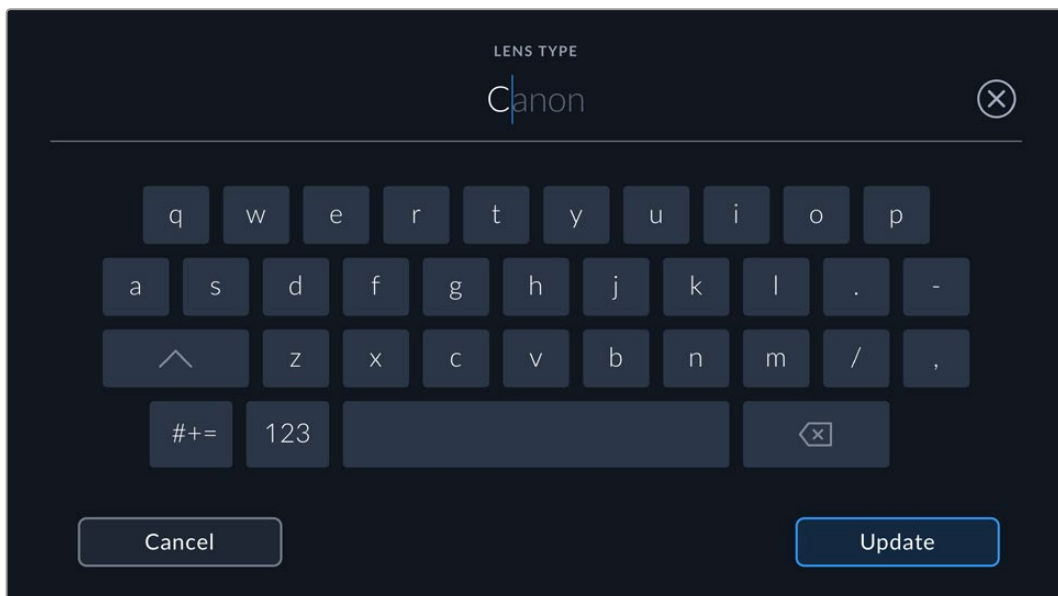 LENS TYPE
Canon
q w e r t y u i o p
a s d f g h j k l . -
z x c v b n m / ,
#+= 123
Cancel Update